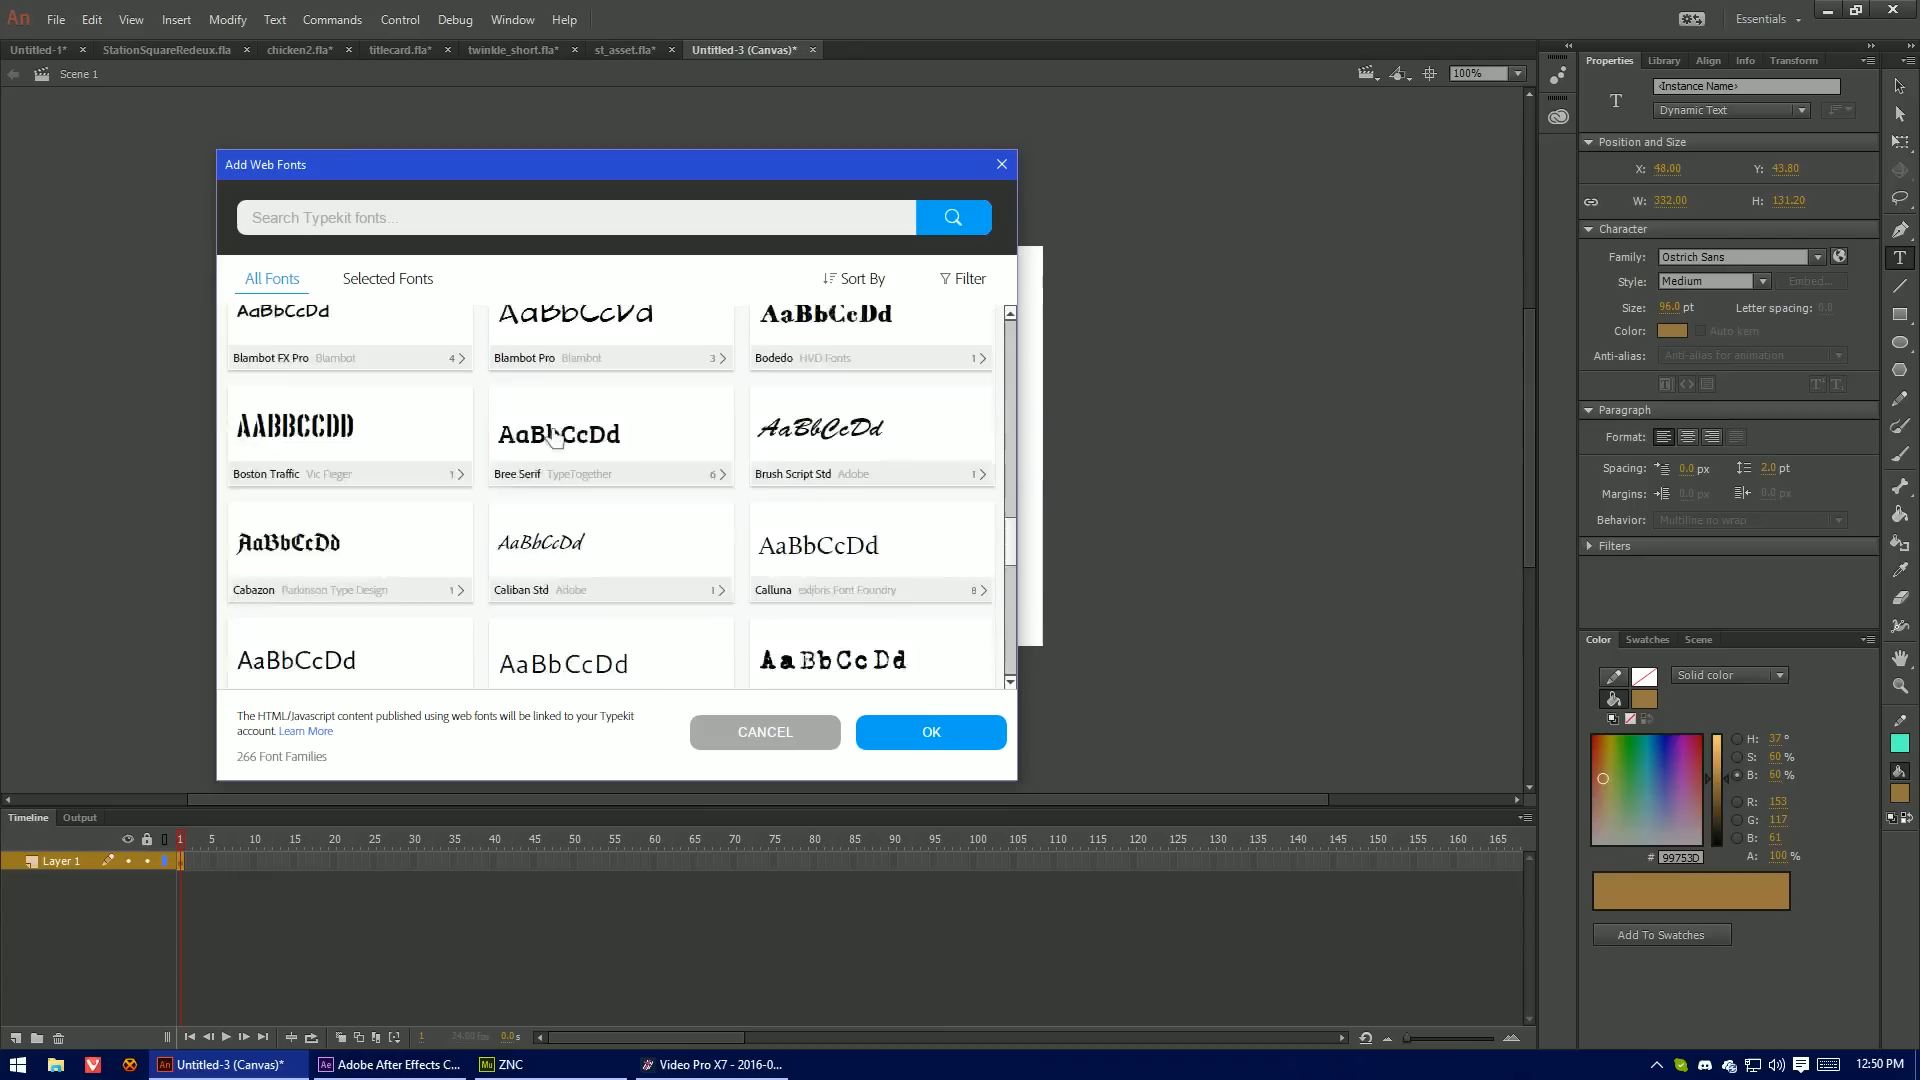 An File Edit View Insert Modify Text Commands Control Debug Window Help Essentials
Untitled-1* × StationSquareRedeux.fla × chicken2.fla* × titlecard.fla* × twinkle_short.fla* × st_asset.fla* × Untitled-3 (Canvas)* ×
Scene 1 100%
Properties Library Align Info Transform
T <Instance Name>
Dynamic Text
Position and Size
X: 48.00 Y: 43.80
W: 332.00 H: 131.20
Character
Family: Ostrich Sans
Style: Medium Embed...
Size: 96.0 pt Letter spacing: 0.0
Color: Auto kern
Anti-alias: Anti-alias for animation
Paragraph
Format:
Spacing: 0.0 px 2.0 pt
Margins: 0.0 px 0.0 px
Behavior: Multiline no wrap
Filters
Add Web Fonts
Search Typekit fonts...
All Fonts Selected Fonts Sort By Filter
AaBbCcDd AaBbCcDd AaBbCcDd
Blambot FX Pro Blambot 4 Blambot Pro Blambot 3 Bodedo HVD Fonts 1
AABBCCDD AaBbCcDd AaBbCcDd
Boston Traffic Vic Fieger 1 Bree Serif TypeTogether 6 Brush Script Std Adobe 1
AaBbCcDd AaBbCcDd AaBbCcDd
Cabazon Parkinson Type Design 1 Caliban Std Adobe 1 Calluna exljbris Font Foundry 8
AaBbCcDd AaBbCcDd AaBbCcDd
The HTML/Javascript content published using web fonts will be linked to your Typekit
account. Learn More
266 Font Families
CANCEL OK
Color Swatches Scene
Solid color
H: 37 °
S: 60 %
B: 60 %
R: 153
G: 117
B: 61
# 99753D A: 100 %
Add To Swatches
Timeline Output
1 5 10 15 20 25 30 35 40 45 50 55 60 65 70 75 80 85 90 95 100 105 110 115 120 125 130 135 140 145 150 155 160 165
Layer 1
1 24.00 fps 0.0 s
An Untitled-3 (Canvas)* Ae Adobe After Effects C... Mu ZNC Video Pro X7 - 2016-0... 12:50 PM